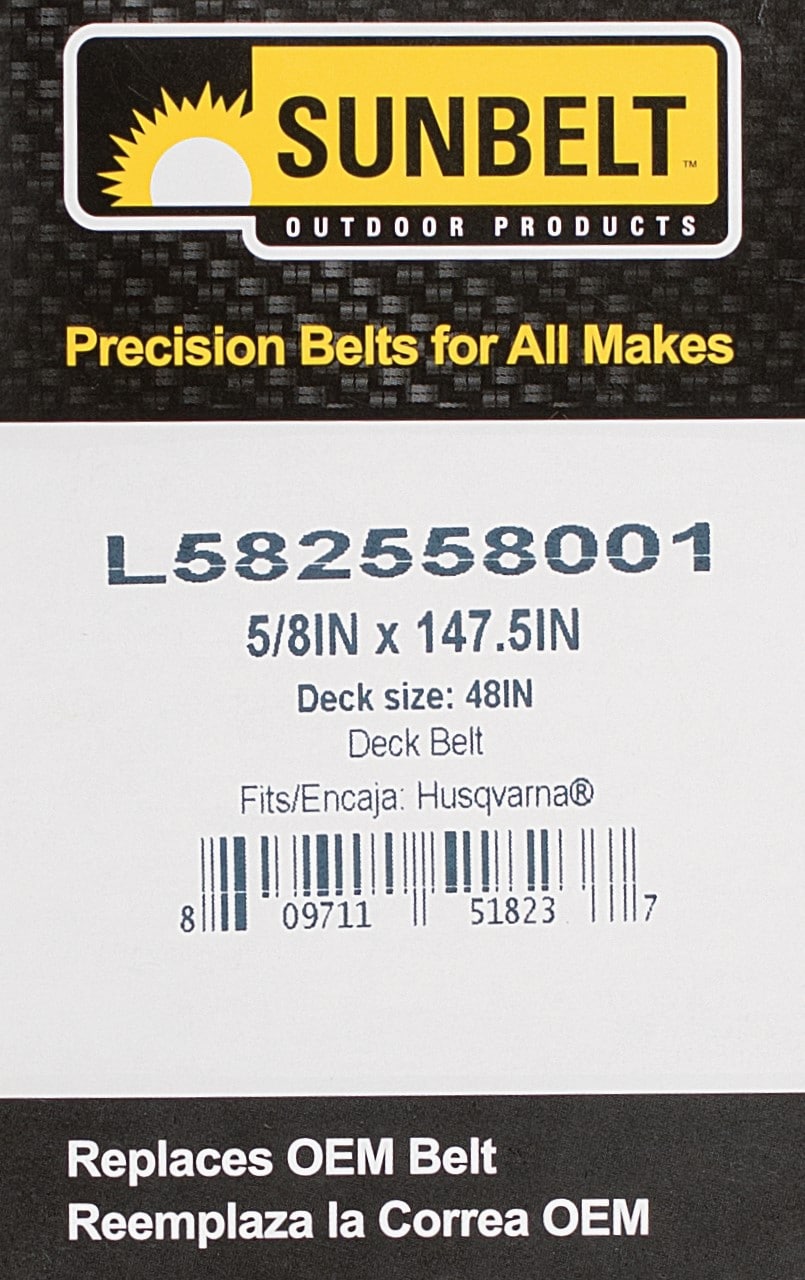 SUNBELT™
OUTDOOR PRODUCTS
Precision Belts for All Makes
L582558001
5/8IN x 147.5IN
Deck size: 48IN
Deck Belt
Fits/Encaja: Husqvarna®
8 09711 51823 7
Replaces OEM Belt
Reemplaza la Correa OEM